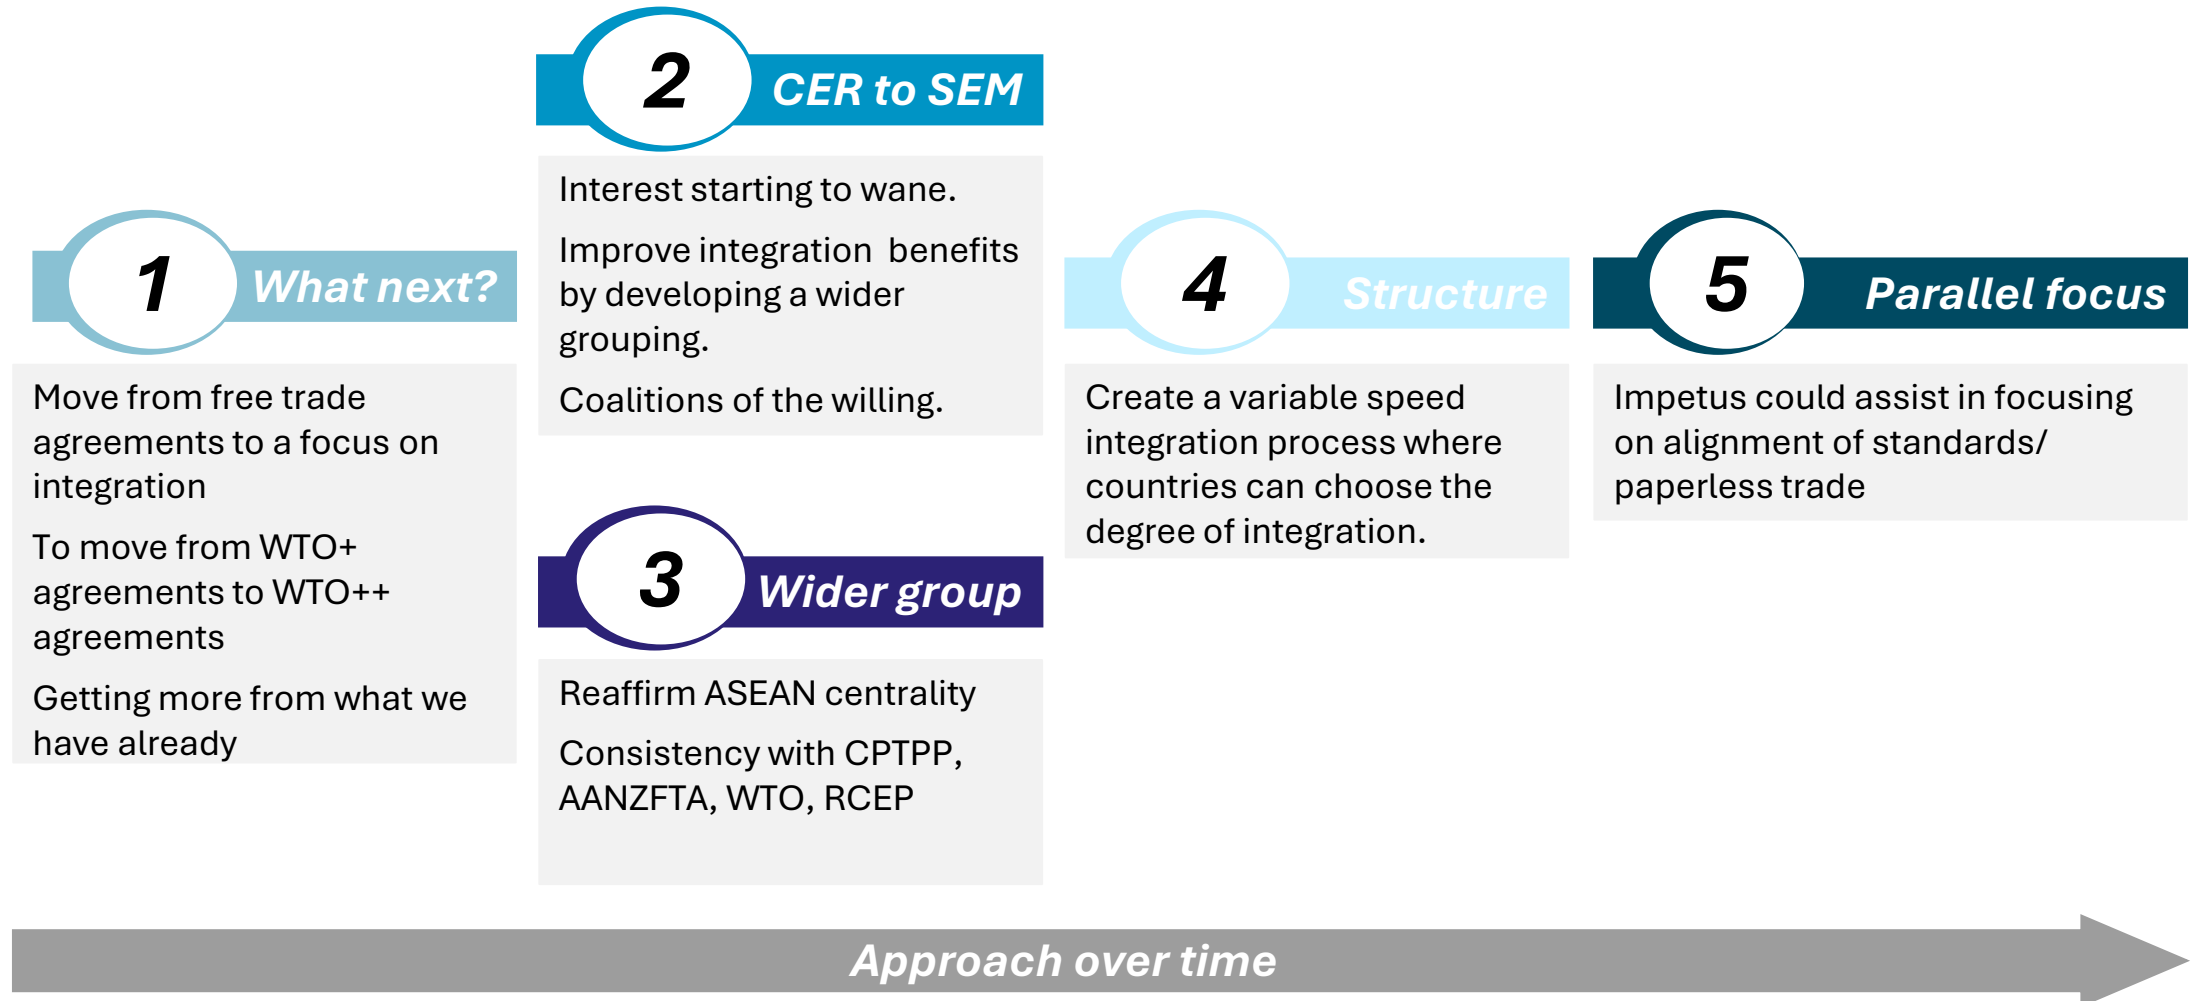 1
What next?
Move from free trade
agreements to a focus on
integration
To move from WTO+
agreements to WTO++
agreements
Getting more from what we
have already
2
CER to SEM
Interest starting to wane.
Improve integration  benefits
by developing a wider
grouping.
Coalitions of the willing.
3
Wider group
Reaffirm ASEAN centrality
Consistency with CPTPP,
AANZFTA, WTO, RCEP
4
Structure
Create a variable speed
integration process where
countries can choose the
degree of integration.
5
Parallel focus
Impetus could assist in focusing
on alignment of standards/
paperless trade
Approach over time